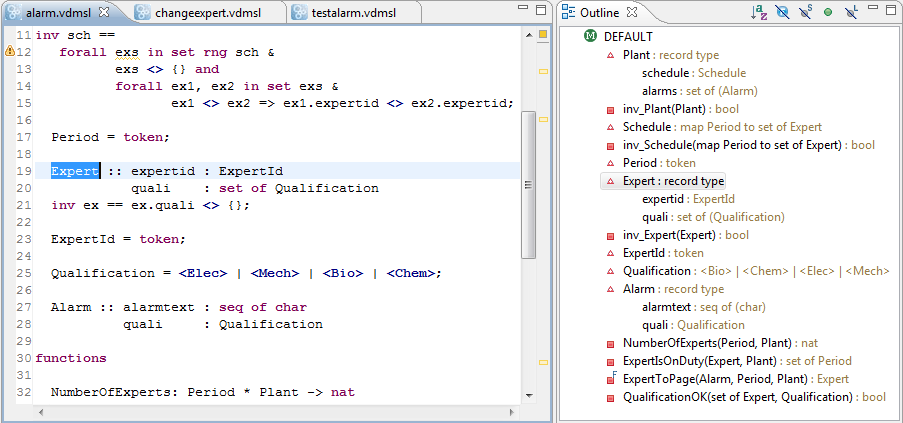 alarm.vdmsl
changeexpert.vdmsl
testalarm.vdmsl
11 inv sch ==
12 forall exs in set rng sch &
13 exs <> {} and
14 forall ex1, ex2 in set exs &
15 ex1 <> ex2 => ex1.expertid <> ex2.expertid;
16
17 Period = token;
18
19 Expert :: expertid : ExpertId
20 quali : set of Qualification
21 inv ex == ex.quali <> {};
22
23 ExpertId = token;
24
25 Qualification = <Elec> | <Mech> | <Bio> | <Chem>;
26
27 Alarm :: alarmtext : seq of char
28 quali : Qualification
29
30 functions
31
32 NumberOfExperts: Period * Plant -> nat
Outline
DEFAULT
Plant : record type
schedule : Schedule
alarms : set of (Alarm)
inv_Plant(Plant) : bool
Schedule : map Period to set of Expert
inv_Schedule(map Period to set of Expert) : bool
Period : token
Expert : record type
expertid : ExpertId
quali : set of (Qualification)
inv_Expert(Expert) : bool
ExpertId : token
Qualification : <Bio> | <Chem> | <Elec> | <Mech>
Alarm : record type
alarmtext : seq of (char)
quali : Qualification
NumberOfExperts(Period, Plant) : nat
ExpertIsOnDuty(Expert, Plant) : set of Period
ExpertToPage(Alarm, Period, Plant) : Expert
QualificationOK(set of Expert, Qualification) : bool